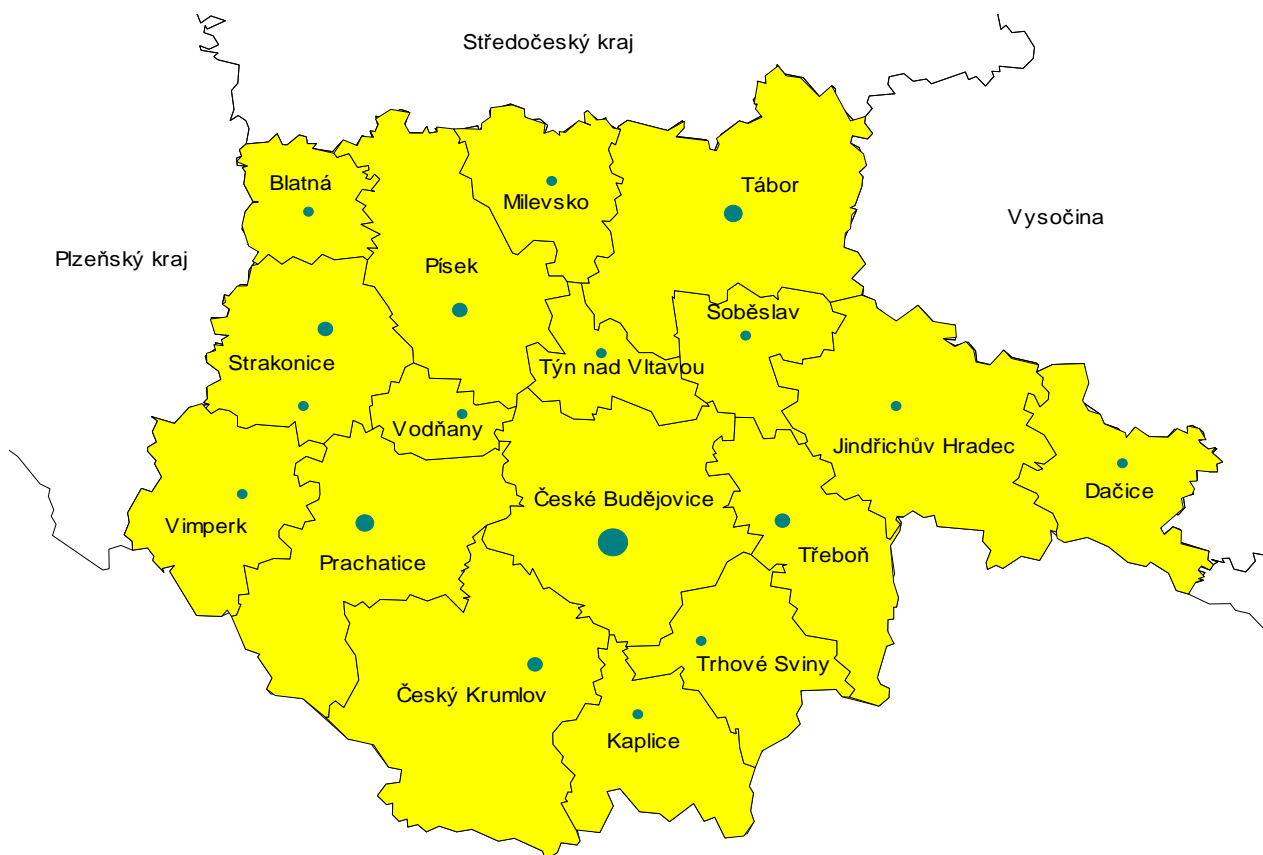 Středočeský kraj
Blatná
Milevsko
Tábor
Vysočina
Plzeňský kraj
Písek
Soběslav
Strakonice
Týn nad Vltavou
Vodňany
Jindřichův Hradec
Dačice
České Budějovice
Vimperk
Prachatice
Třeboň
Trhové Sviny
Český Krumlov
Kaplice